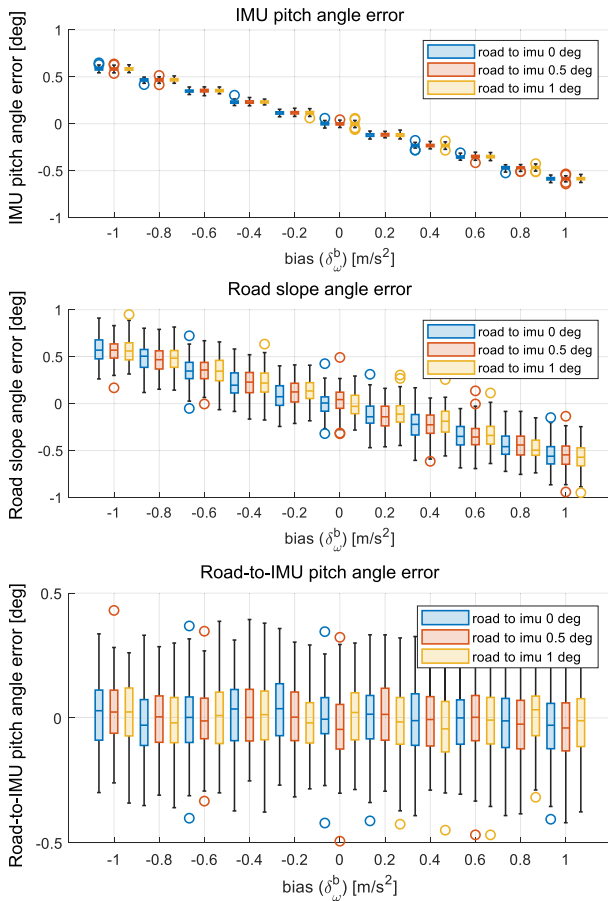 IMU pitch angle error
IMU pitch angle error [deg]
1
0.5
0
-0.5
-1
road to imu 0 deg
road to imu 0.5 deg
road to imu 1 deg
-1 -0.8 -0.6 -0.4 -0.2 0 0.2 0.4 0.6 0.8 1
bias (δ_ω^b) [m/s²]
Road slope angle error
Road slope angle error [deg]
1
0.5
0
-0.5
-1
road to imu 0 deg
road to imu 0.5 deg
road to imu 1 deg
-1 -0.8 -0.6 -0.4 -0.2 0 0.2 0.4 0.6 0.8 1
bias (δ_ω^b) [m/s²]
Road-to-IMU pitch angle error
Road-to-IMU pitch angle error [deg]
0.5
0
-0.5
road to imu 0 deg
road to imu 0.5 deg
road to imu 1 deg
-1 -0.8 -0.6 -0.4 -0.2 0 0.2 0.4 0.6 0.8 1
bias (δ_ω^b) [m/s²]